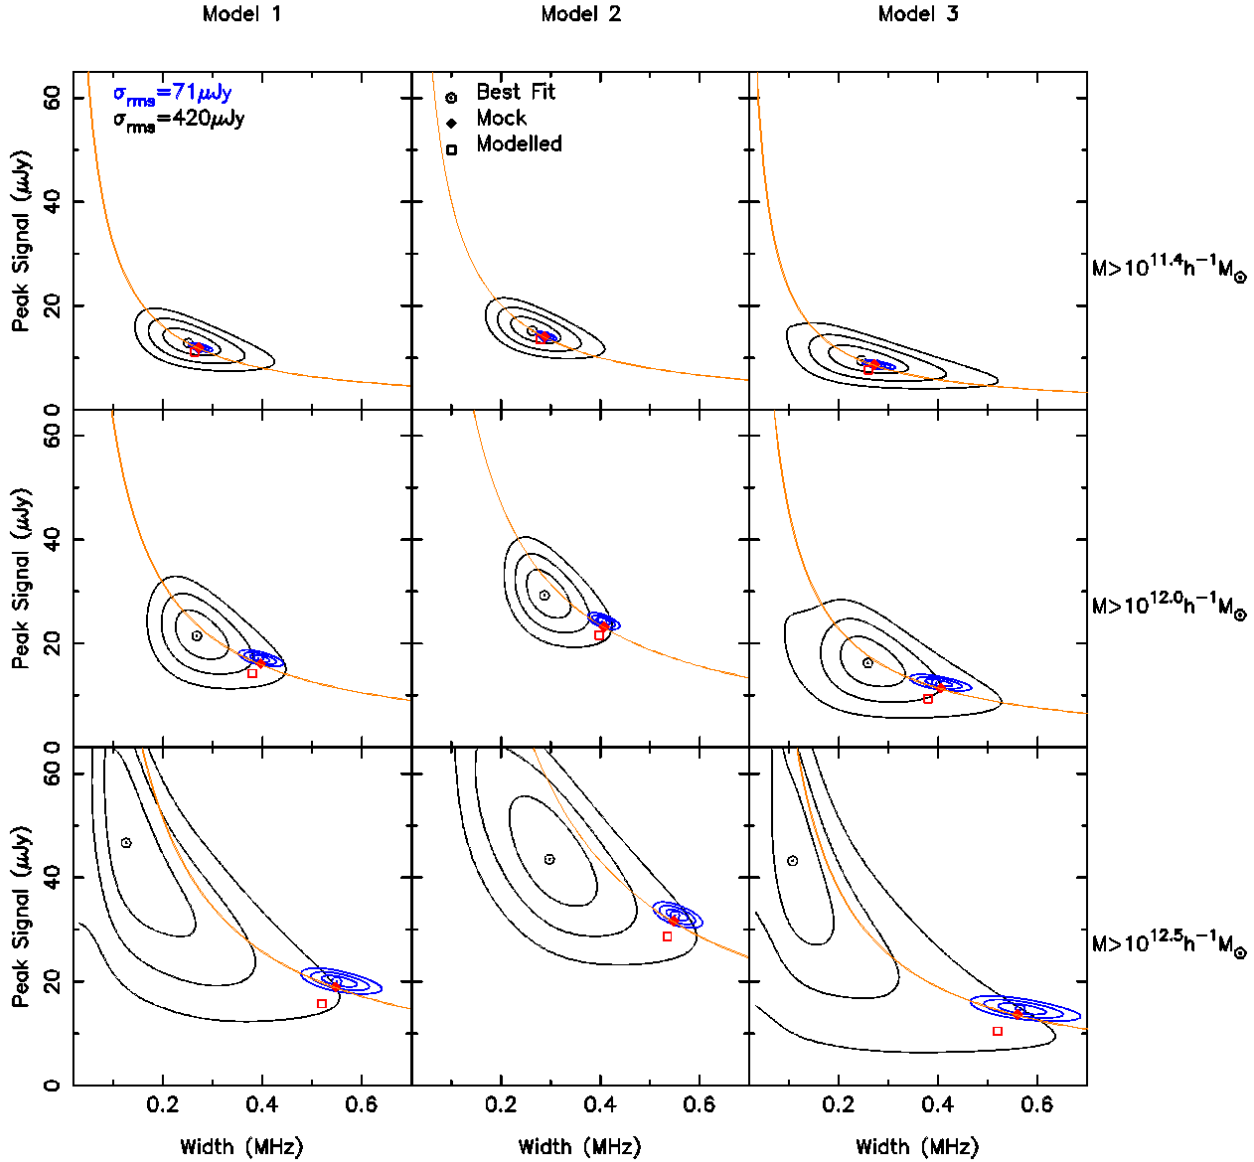 Model 1 Model 2 Model 3
σrms=71μJy
σrms=420μJy
Best Fit
Mock
Modelled
60
40
20
0
Peak Signal (μJy)
M>10^11.4h^-1M⊙
60
40
20
0
Peak Signal (μJy)
M>10^12.0h^-1M⊙
60
40
20
0
Peak Signal (μJy)
M>10^12.5h^-1M⊙
0.2 0.4 0.6 0.2 0.4 0.6 0.2 0.4 0.6
Width (MHz) Width (MHz) Width (MHz)